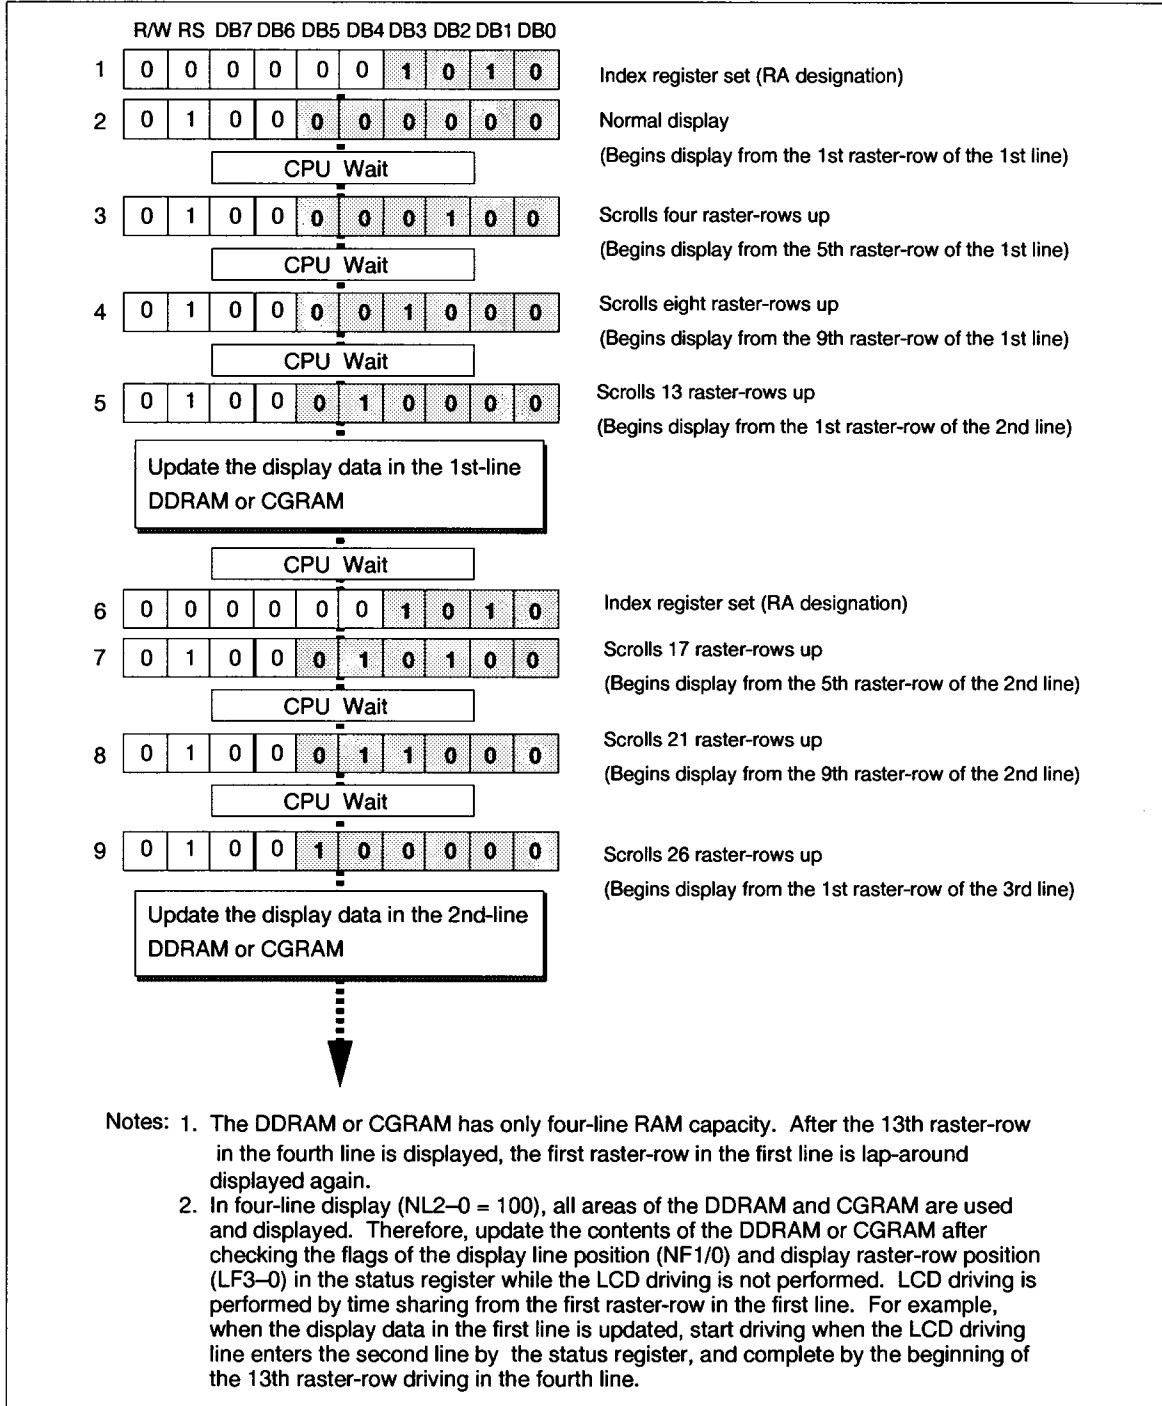 R/W RS DB7 DB6 DB5 DB4 DB3 DB2 DB1 DB0
1 0 0 0 0 0 0 1 0 1 0 Index register set (RA designation)
2 0 1 0 0 0 0 0 0 0 0 Normal display
(Begins display from the 1st raster-row of the 1st line)
CPU Wait
3 0 1 0 0 0 0 0 1 0 0 Scrolls four raster-rows up
(Begins display from the 5th raster-row of the 1st line)
CPU Wait
4 0 1 0 0 0 0 1 0 0 0 Scrolls eight raster-rows up
(Begins display from the 9th raster-row of the 1st line)
CPU Wait
5 0 1 0 0 0 1 0 0 0 0 Scrolls 13 raster-rows up
(Begins display from the 1st raster-row of the 2nd line)
Update the display data in the 1st-line
DDRAM or CGRAM
CPU Wait
6 0 0 0 0 0 0 1 0 1 0 Index register set (RA designation)
7 0 1 0 0 0 1 0 1 0 0 Scrolls 17 raster-rows up
(Begins display from the 5th raster-row of the 2nd line)
CPU Wait
8 0 1 0 0 0 1 1 0 0 0 Scrolls 21 raster-rows up
(Begins display from the 9th raster-row of the 2nd line)
CPU Wait
9 0 1 0 0 1 0 0 0 0 0 Scrolls 26 raster-rows up
(Begins display from the 1st raster-row of the 3rd line)
Update the display data in the 2nd-line
DDRAM or CGRAM
Notes: 1. The DDRAM or CGRAM has only four-line RAM capacity. After the 13th raster-row
in the fourth line is displayed, the first raster-row in the first line is lap-around
displayed again.
2. In four-line display (NL2–0 = 100), all areas of the DDRAM and CGRAM are used
and displayed. Therefore, update the contents of the DDRAM or CGRAM after
checking the flags of the display line position (NF1/0) and display raster-row position
(LF3–0) in the status register while the LCD driving is not performed. LCD driving is
performed by time sharing from the first raster-row in the first line. For example,
when the display data in the first line is updated, start driving when the LCD driving
line enters the second line by the status register, and complete by the beginning of
the 13th raster-row driving in the fourth line.